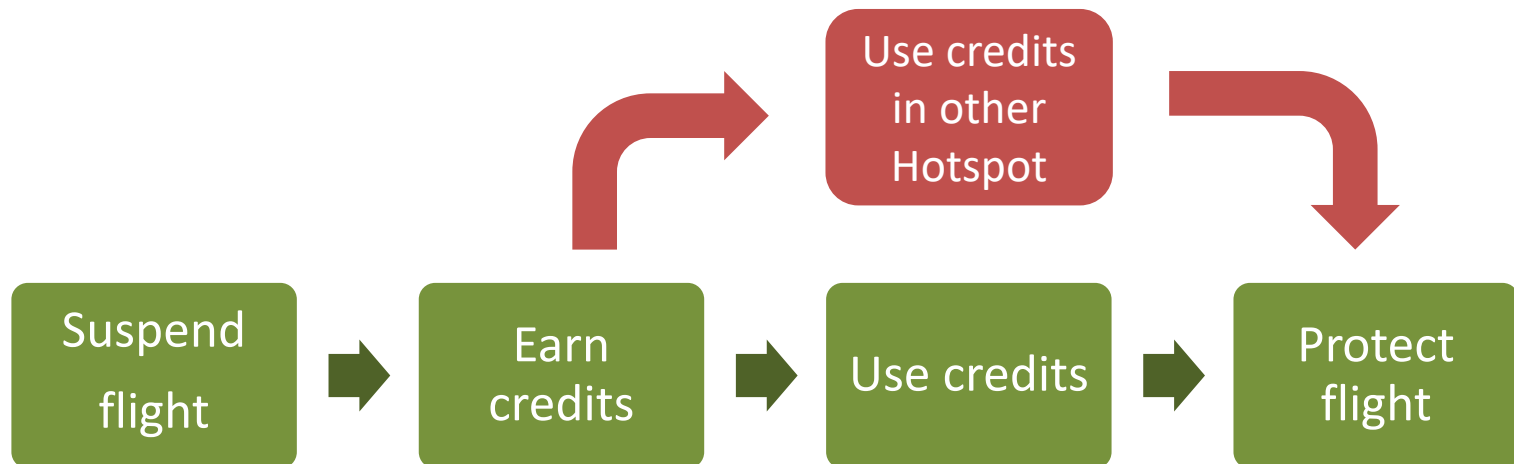 Use credits
in other
Hotspot
Suspend
flight
Earn
credits
Use credits
Protect
flight